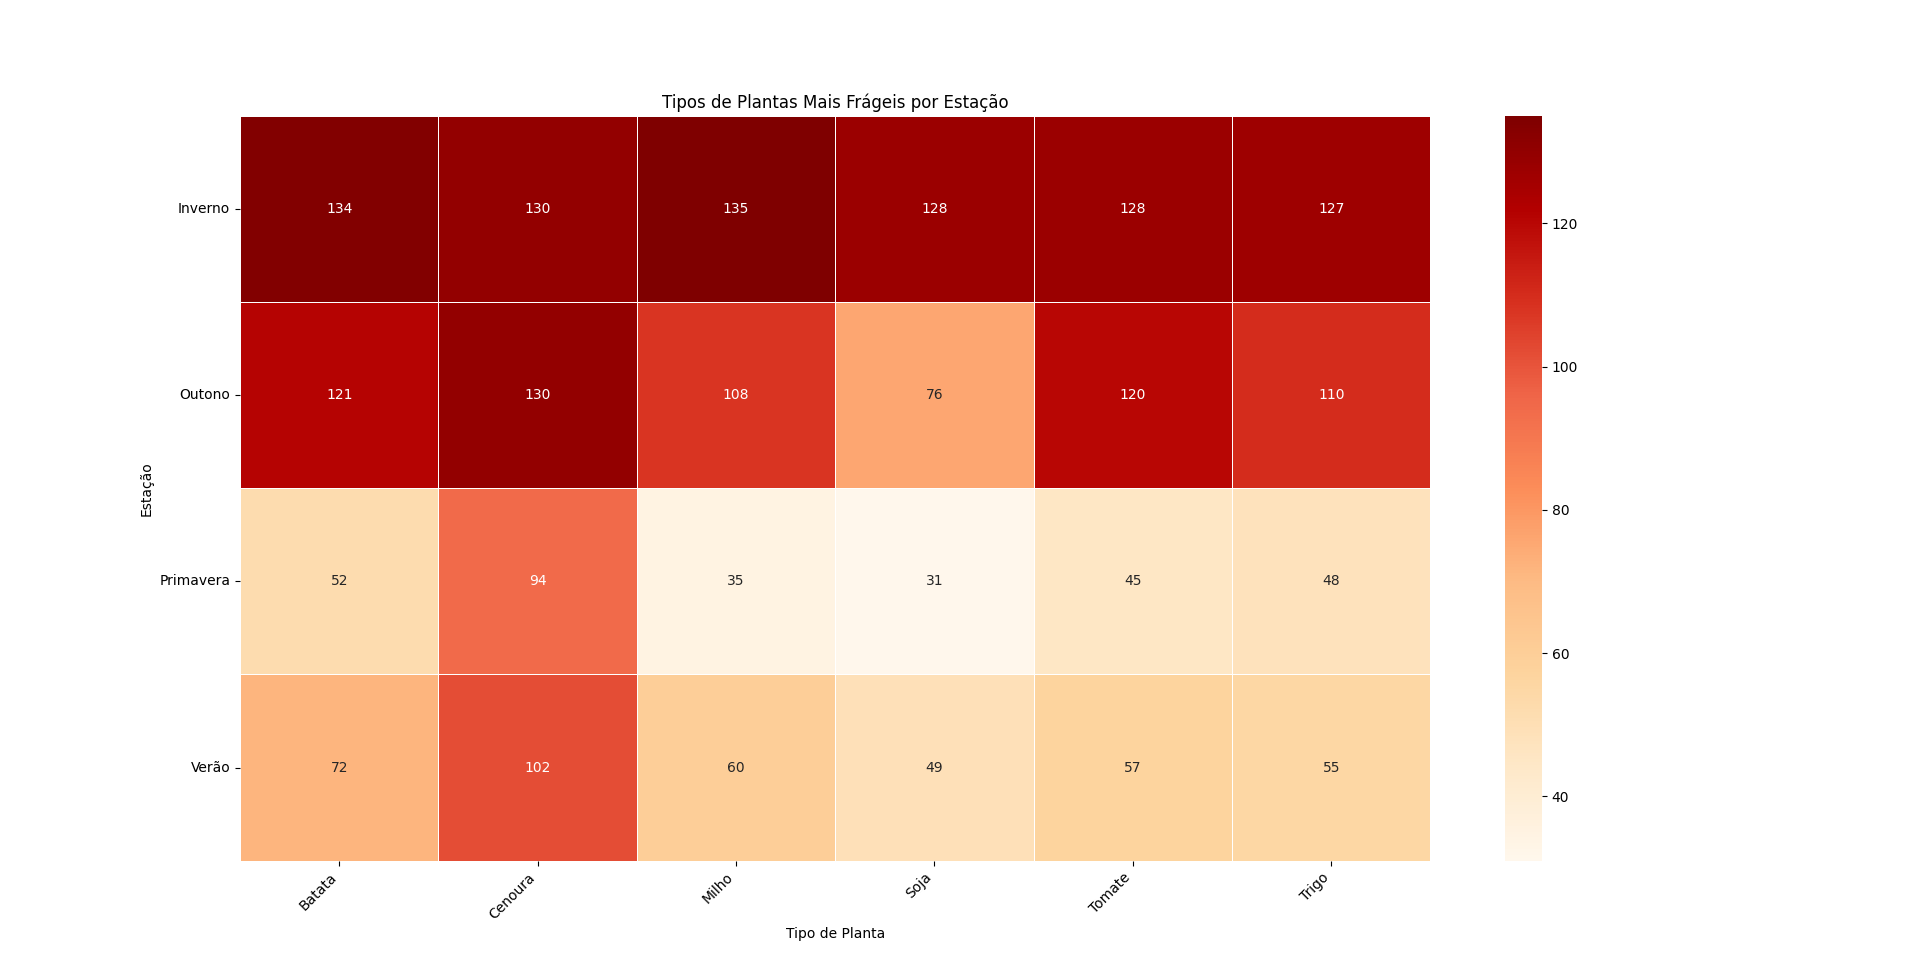 Tipos de Plantas Mais Frágeis por Estação
Estação
Inverno 134 130 135 128 128 127
Outono 121 130 108 76 120 110
Primavera 52 94 35 31 45 48
Verão 72 102 60 49 57 55
Batata Cenoura Milho Soja Tomate Trigo
Tipo de Planta
120
100
80
60
40